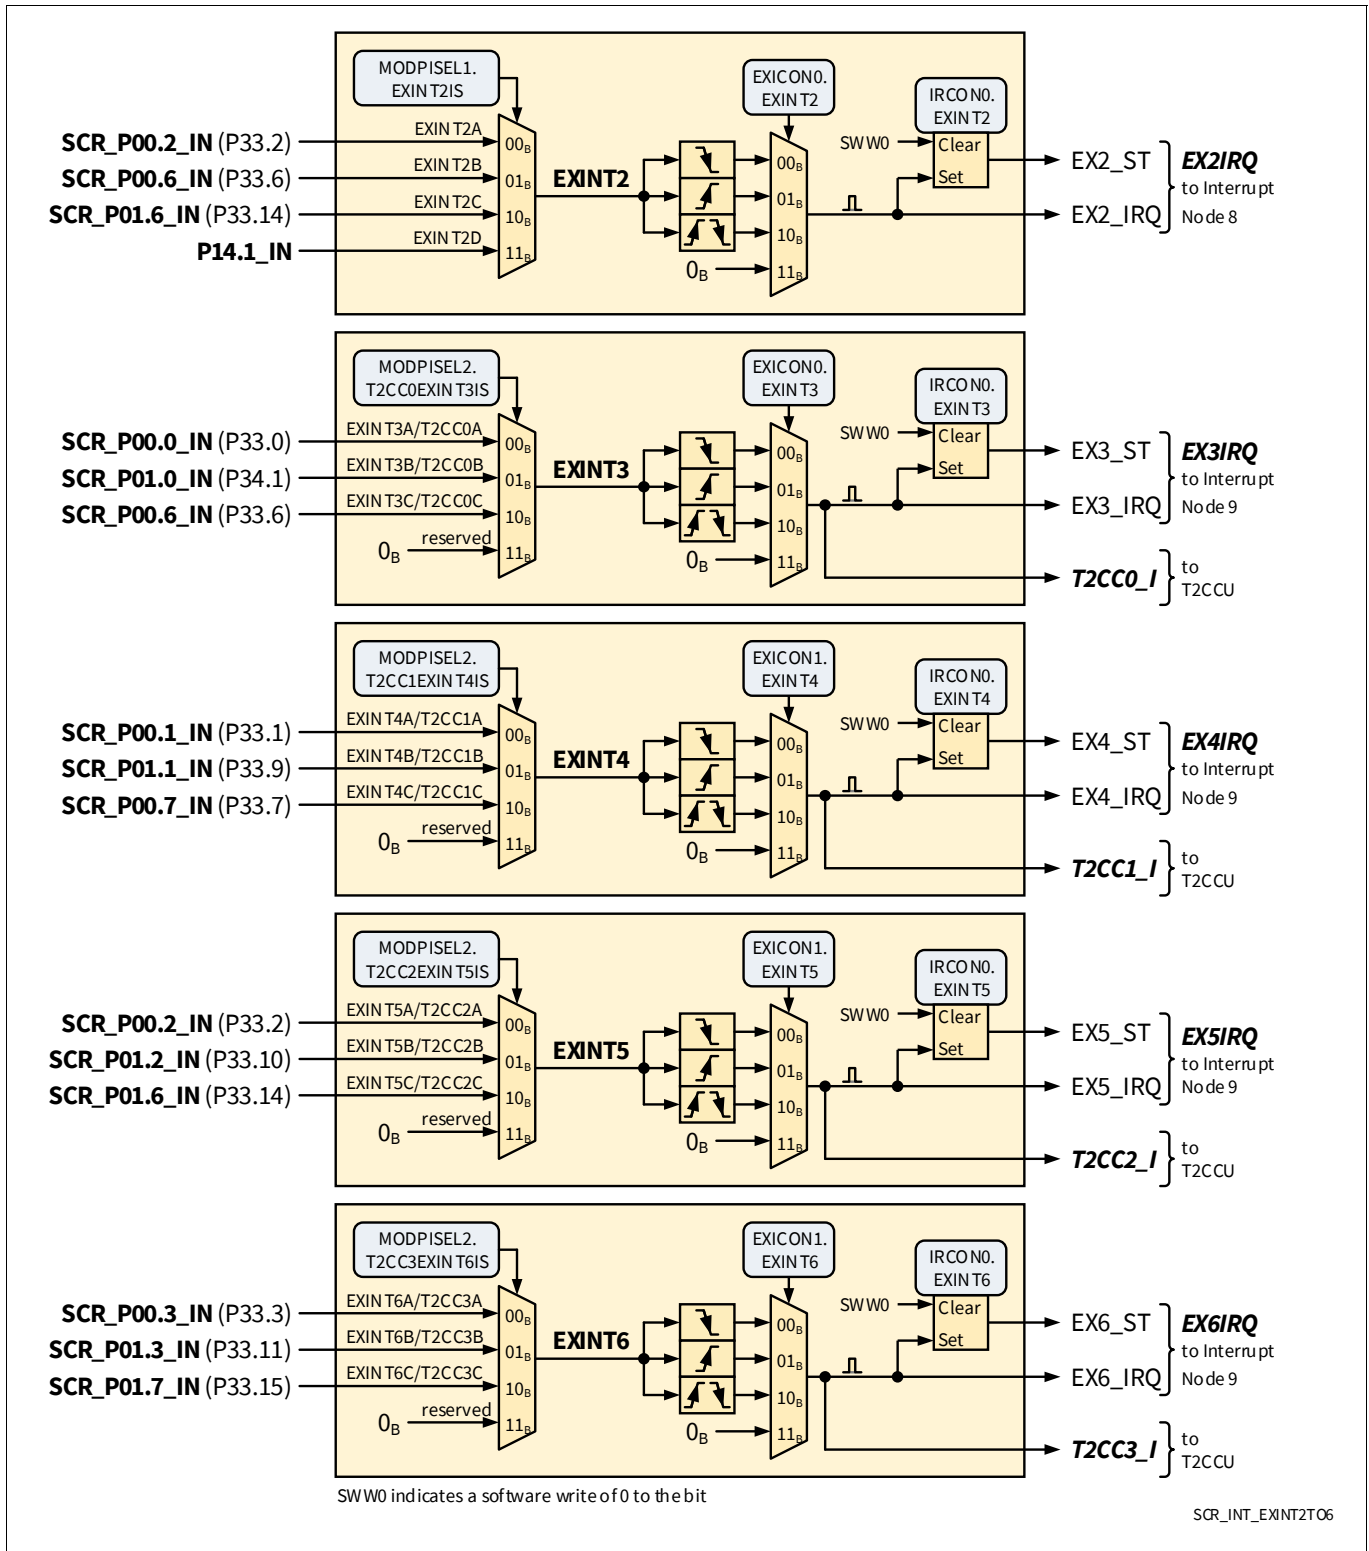 MODPISEL1.
EXINT2IS
EXICON0.
EXINT2
IRCON0.
EXINT2
SCR_P00.2_IN (P33.2)
EXINT2A
00B
SWW0
Clear
EX2_ST
EX2IRQ
SCR_P00.6_IN (P33.6)
EXINT2B
01B
EXINT2
00B
Set
to Interrupt
SCR_P01.6_IN (P33.14)
EXINT2C
10B
01B
EX2_IRQ
Node 8
P14.1_IN
EXINT2D
11B
10B
0B
11B
MODPISEL2.
T2CC0EXINT3IS
EXICON0.
EXINT3
IRCON0.
EXINT3
SCR_P00.0_IN (P33.0)
EXINT3A/T2CC0A
00B
SWW0
Clear
EX3_ST
EX3IRQ
SCR_P01.0_IN (P34.1)
EXINT3B/T2CC0B
01B
EXINT3
00B
Set
to Interrupt
SCR_P00.6_IN (P33.6)
EXINT3C/T2CC0C
10B
01B
EX3_IRQ
Node 9
0B
reserved
11B
10B
0B
11B
T2CC0_I
to
T2CCU
MODPISEL2.
T2CC1EXINT4IS
EXICON1.
EXINT4
IRCON0.
EXINT4
SCR_P00.1_IN (P33.1)
EXINT4A/T2CC1A
00B
SWW0
Clear
EX4_ST
EX4IRQ
SCR_P01.1_IN (P33.9)
EXINT4B/T2CC1B
01B
EXINT4
00B
Set
to Interrupt
SCR_P00.7_IN (P33.7)
EXINT4C/T2CC1C
10B
01B
EX4_IRQ
Node 9
0B
reserved
11B
10B
0B
11B
T2CC1_I
to
T2CCU
MODPISEL2.
T2CC2EXINT5IS
EXICON1.
EXINT5
IRCON0.
EXINT5
SCR_P00.2_IN (P33.2)
EXINT5A/T2CC2A
00B
SWW0
Clear
EX5_ST
EX5IRQ
SCR_P01.2_IN (P33.10)
EXINT5B/T2CC2B
01B
EXINT5
00B
Set
to Interrupt
SCR_P01.6_IN (P33.14)
EXINT5C/T2CC2C
10B
01B
EX5_IRQ
Node 9
0B
reserved
11B
10B
0B
11B
T2CC2_I
to
T2CCU
MODPISEL2.
T2CC3EXINT6IS
EXICON1.
EXINT6
IRCON0.
EXINT6
SCR_P00.3_IN (P33.3)
EXINT6A/T2CC3A
00B
SWW0
Clear
EX6_ST
EX6IRQ
SCR_P01.3_IN (P33.11)
EXINT6B/T2CC3B
01B
EXINT6
00B
Set
to Interrupt
SCR_P01.7_IN (P33.15)
EXINT6C/T2CC3C
10B
01B
EX6_IRQ
Node 9
0B
reserved
11B
10B
0B
11B
T2CC3_I
to
T2CCU
SWW0 indicates a software write of 0 to the bit
SCR_INT_EXINT2TO6